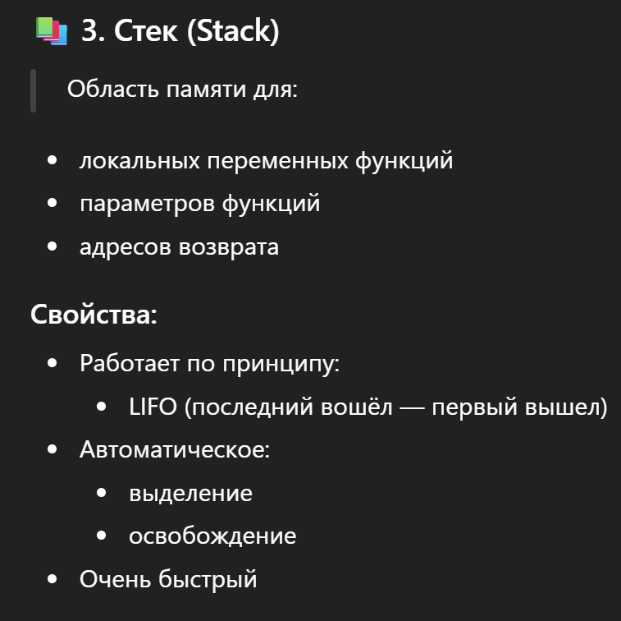 3. Стек (Stack)
Область памяти для:
локальных переменных функций
параметров функций
адресов возврата
Свойства:
Работает по принципу:
LIFO (последний вошёл — первый вышел)
Автоматическое:
выделение
освобождение
Очень быстрый